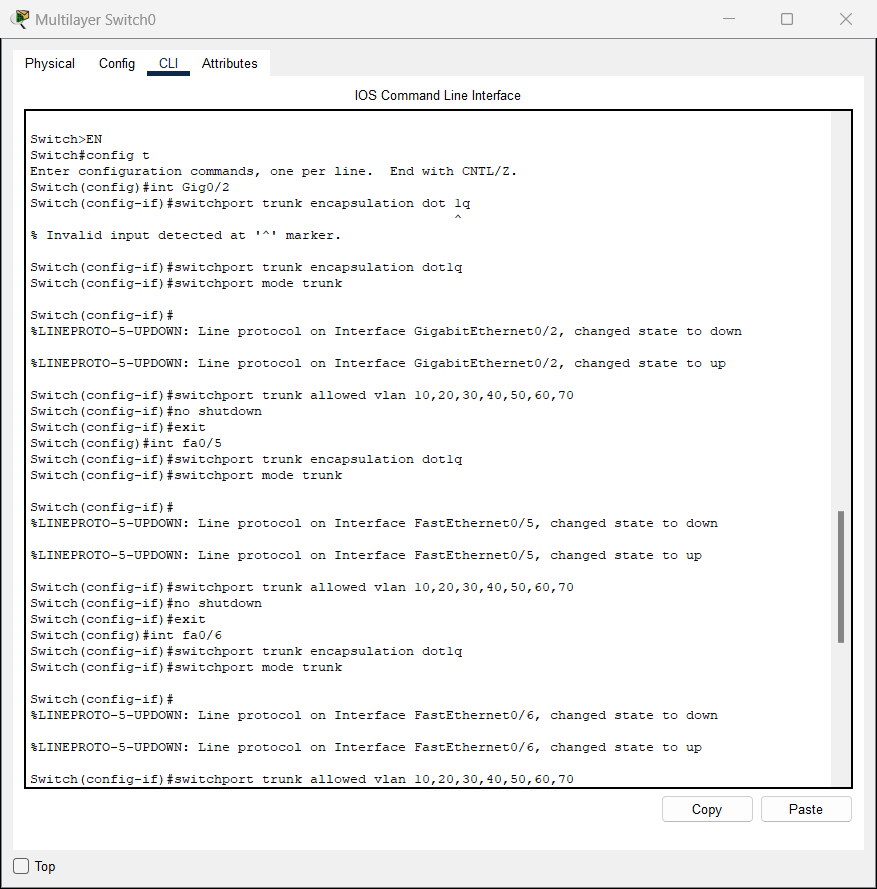 Multilayer Switch0
Physical Config CLI Attributes
IOS Command Line Interface
Switch>EN
Switch#config t
Enter configuration commands, one per line.  End with CNTL/Z.
Switch(config)#int Gig0/2
Switch(config-if)#switchport trunk encapsulation dot 1q
^
% Invalid input detected at '^' marker.
Switch(config-if)#switchport trunk encapsulation dot1q
Switch(config-if)#switchport mode trunk
Switch(config-if)#
%LINEPROTO-5-UPDOWN: Line protocol on Interface GigabitEthernet0/2, changed state to down
%LINEPROTO-5-UPDOWN: Line protocol on Interface GigabitEthernet0/2, changed state to up
Switch(config-if)#switchport trunk allowed vlan 10,20,30,40,50,60,70
Switch(config-if)#no shutdown
Switch(config-if)#exit
Switch(config)#int fa0/5
Switch(config-if)#switchport trunk encapsulation dot1q
Switch(config-if)#switchport mode trunk
Switch(config-if)#
%LINEPROTO-5-UPDOWN: Line protocol on Interface FastEthernet0/5, changed state to down
%LINEPROTO-5-UPDOWN: Line protocol on Interface FastEthernet0/5, changed state to up
Switch(config-if)#switchport trunk allowed vlan 10,20,30,40,50,60,70
Switch(config-if)#no shutdown
Switch(config-if)#exit
Switch(config)#int fa0/6
Switch(config-if)#switchport trunk encapsulation dot1q
Switch(config-if)#switchport mode trunk
Switch(config-if)#
%LINEPROTO-5-UPDOWN: Line protocol on Interface FastEthernet0/6, changed state to down
%LINEPROTO-5-UPDOWN: Line protocol on Interface FastEthernet0/6, changed state to up
Switch(config-if)#switchport trunk allowed vlan 10,20,30,40,50,60,70
Copy Paste
Top